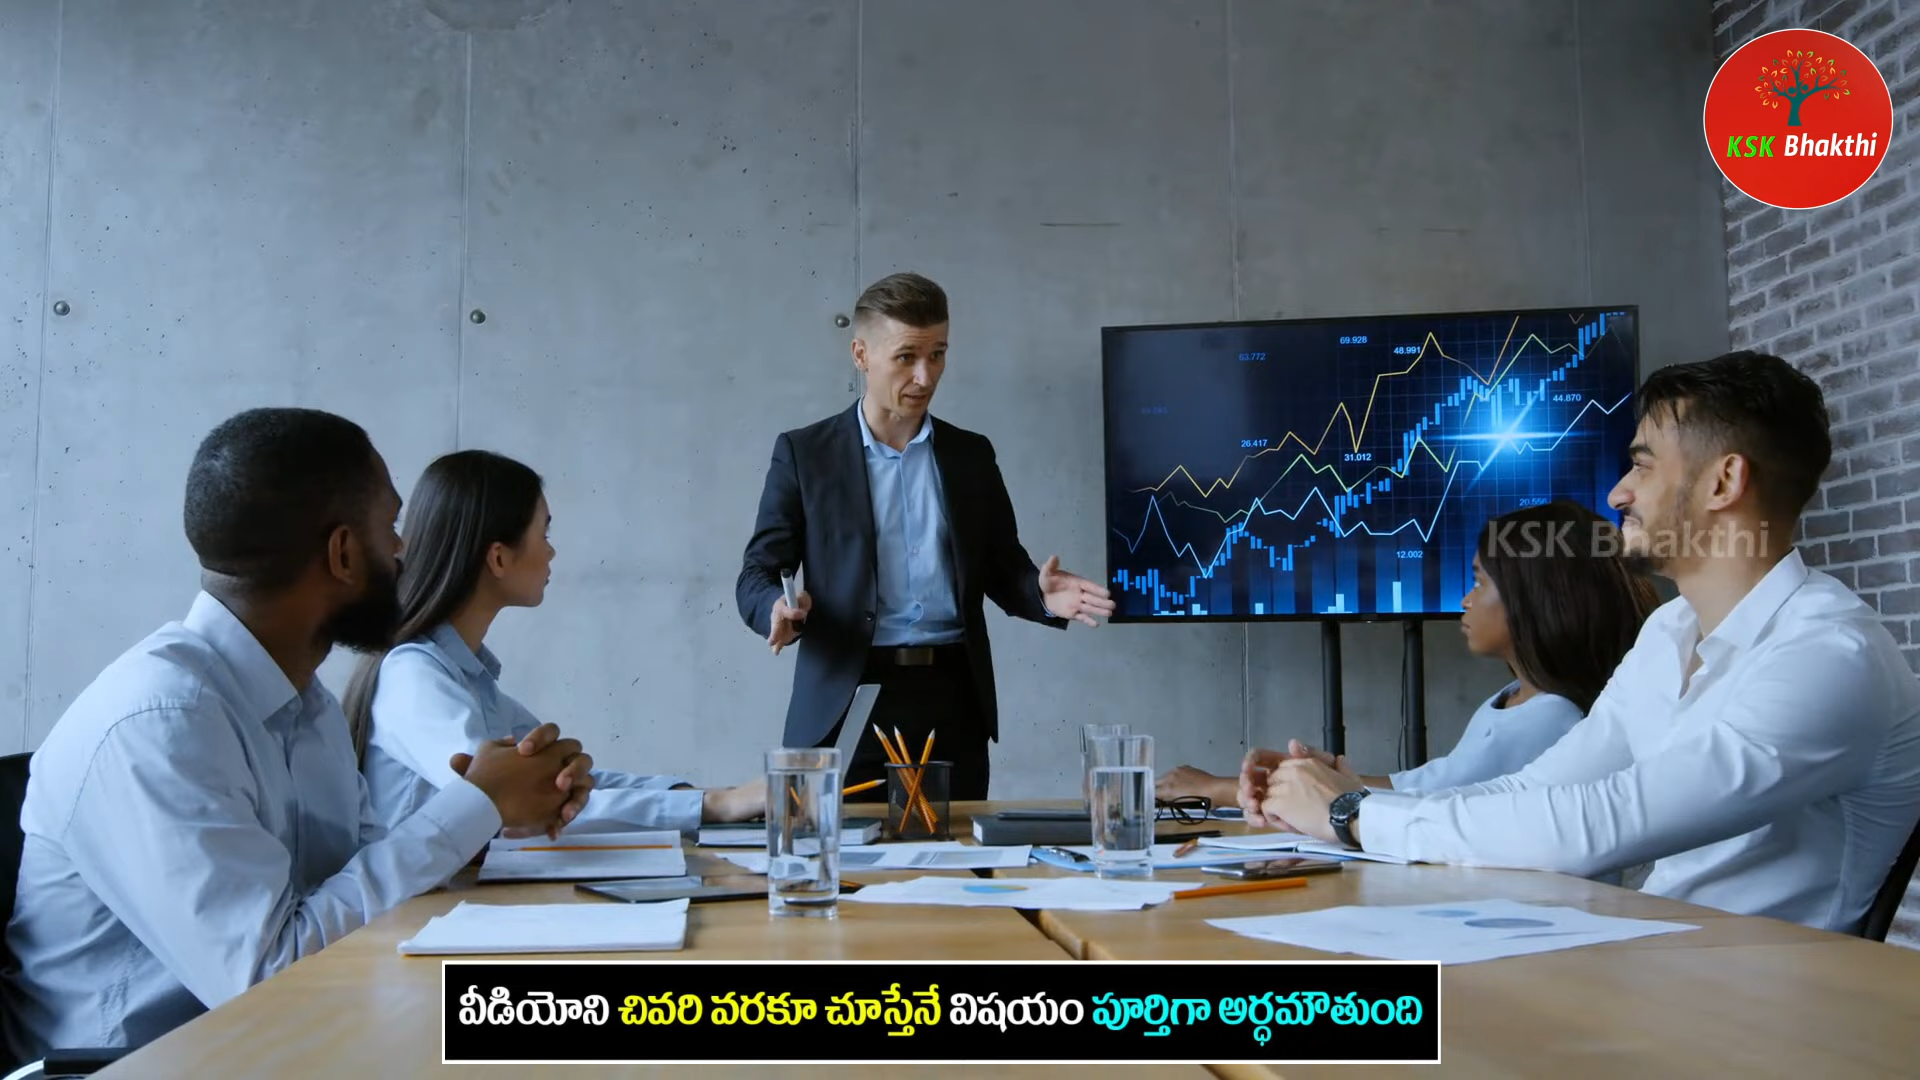 KSK Bhakthi
69.928
63.772
48.991
44.870
26.417
31.012
20.556
KSK Bhakthi
12.002
వీడియోని చివరి వరకూ చూస్తేనే విషయం పూర్తిగా అర్ధమౌతుంది